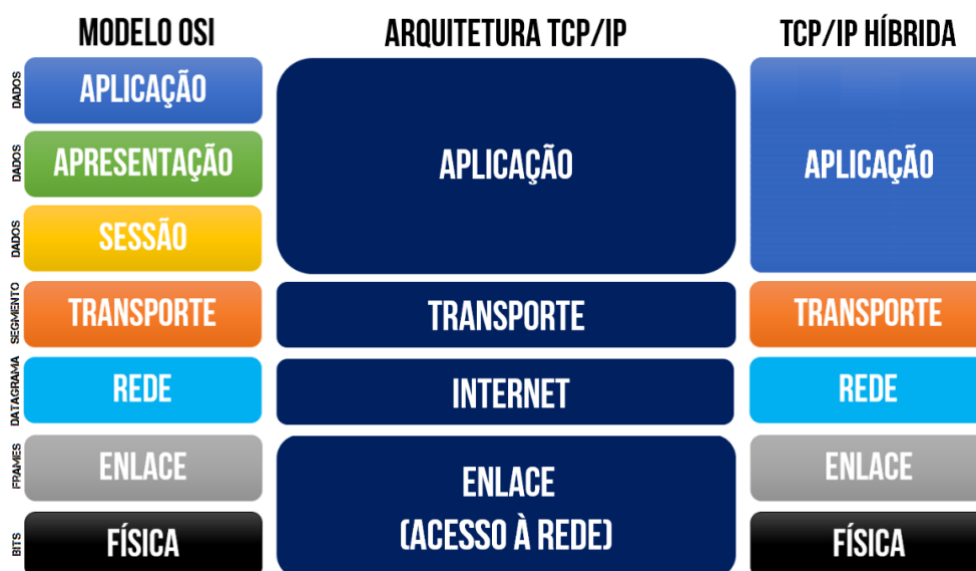 MODELO OSI
ARQUITETURA TCP/IP
TCP/IP HÍBRIDA
DADOS
APLICAÇÃO
DADOS
APRESENTAÇÃO
DADOS
SESSÃO
SEGMENTO
TRANSPORTE
DATAGRAMA
REDE
FRAMES
ENLACE
BITS
FÍSICA
APLICAÇÃO
TRANSPORTE
INTERNET
ENLACE
(ACESSO À REDE)
APLICAÇÃO
TRANSPORTE
REDE
ENLACE
FÍSICA